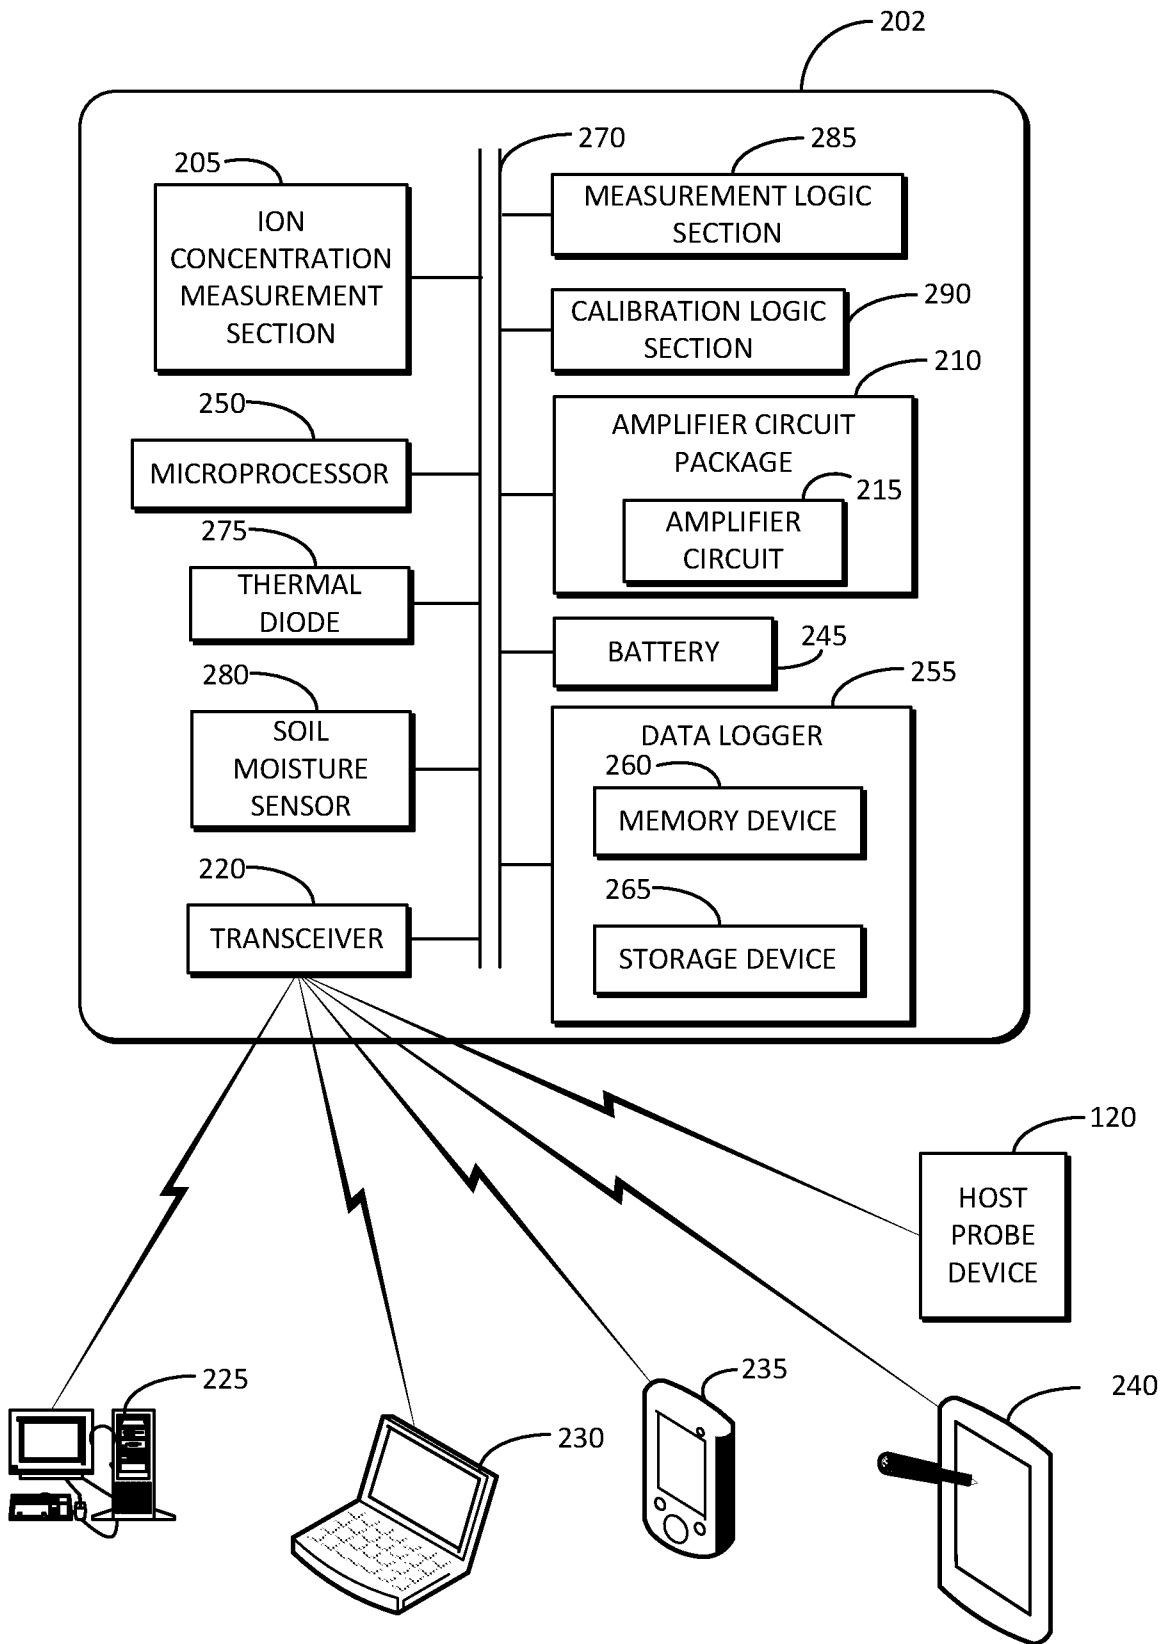 202
205
ION
CONCENTRATION
MEASUREMENT
SECTION
250
MICROPROCESSOR
275
THERMAL
DIODE
280
SOIL
MOISTURE
SENSOR
220
TRANSCEIVER
270
285
MEASUREMENT LOGIC
SECTION
290
CALIBRATION LOGIC
SECTION
210
AMPLIFIER CIRCUIT
PACKAGE
215
AMPLIFIER
CIRCUIT
BATTERY
245
255
DATA LOGGER
260
MEMORY DEVICE
265
STORAGE DEVICE
120
HOST
PROBE
DEVICE
225
230
235
240